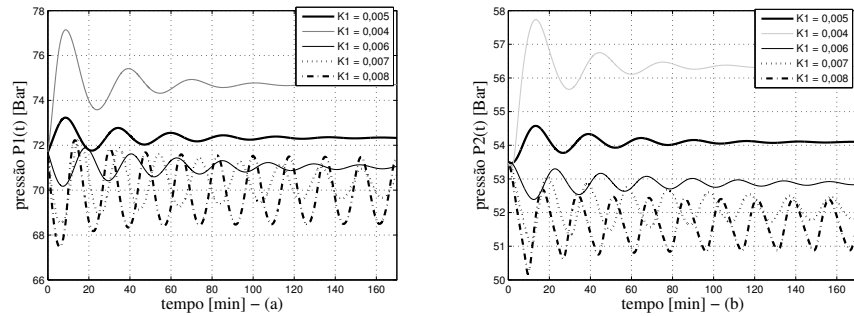 78
76
74
72
70
68
66
0
20
40
60
80
100
120
140
160
pressão P1(t) [Bar]
tempo [min] − (a)
K1 = 0,005
K1 = 0,004
K1 = 0,006
K1 = 0,007
K1 = 0,008
58
57
56
55
54
53
52
51
50
0
20
40
60
80
100
120
140
160
pressão P2(t) [Bar]
tempo [min] − (b)
K1 = 0,005
K1 = 0,004
K1 = 0,006
K1 = 0,007
K1 = 0,008